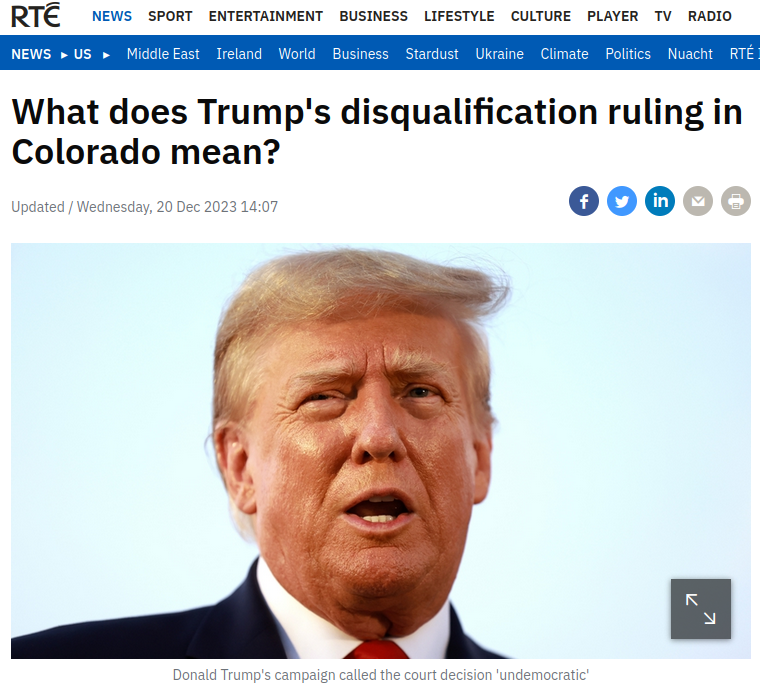 RTÉ NEWS SPORT ENTERTAINMENT BUSINESS LIFESTYLE CULTURE PLAYER TV RADIO
NEWS ▸ US ▸ Middle East Ireland World Business Stardust Ukraine Climate Politics Nuacht RTÉ
What does Trump's disqualification ruling in
Colorado mean?
Updated / Wednesday, 20 Dec 2023 14:07
f in
Donald Trump's campaign called the court decision 'undemocratic'